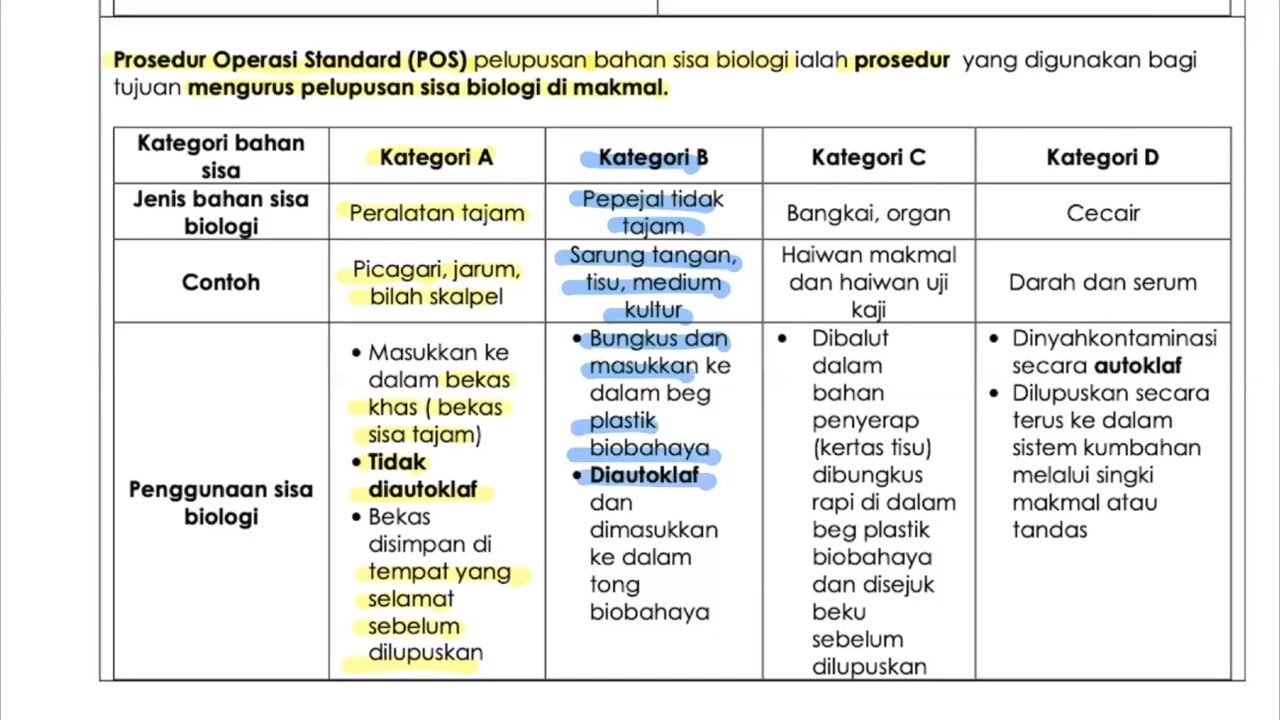 Prosedur Operasi Standard (POS) pelupusan bahan sisa biologi ialah prosedur yang digunakan bagi
tujuan mengurus pelupusan sisa biologi di makmal.
Kategori bahan
sisa
Kategori A
Kategori B
Kategori C
Kategori D
Jenis bahan sisa
biologi
Peralatan tajam
Pepejal tidak
tajam
Bangkai, organ
Cecair
Contoh
Picagari, jarum,
bilah skalpel
Sarung tangan,
tisu, medium
kultur
Haiwan makmal
dan haiwan uji
kaji
Darah dan serum
Penggunaan sisa
biologi
• Masukkan ke
dalam bekas
khas ( bekas
sisa tajam)
• Tidak
diautoklaf
• Bekas
disimpan di
tempat yang
selamat
sebelum
dilupuskan
• Bungkus dan
masukkan ke
dalam beg
plastik
biobahaya
• Diautoklaf
dan
dimasukkan
ke dalam
tong
biobahaya
• Dibalut
dalam
bahan
penyerap
(kertas tisu)
dibungkus
rapi di dalam
beg plastik
biobahaya
dan disejuk
beku
sebelum
dilupuskan
• Dinyahkontaminasi
secara autoklaf
• Dilupuskan secara
terus ke dalam
sistem kumbahan
melalui singki
makmal atau
tandas